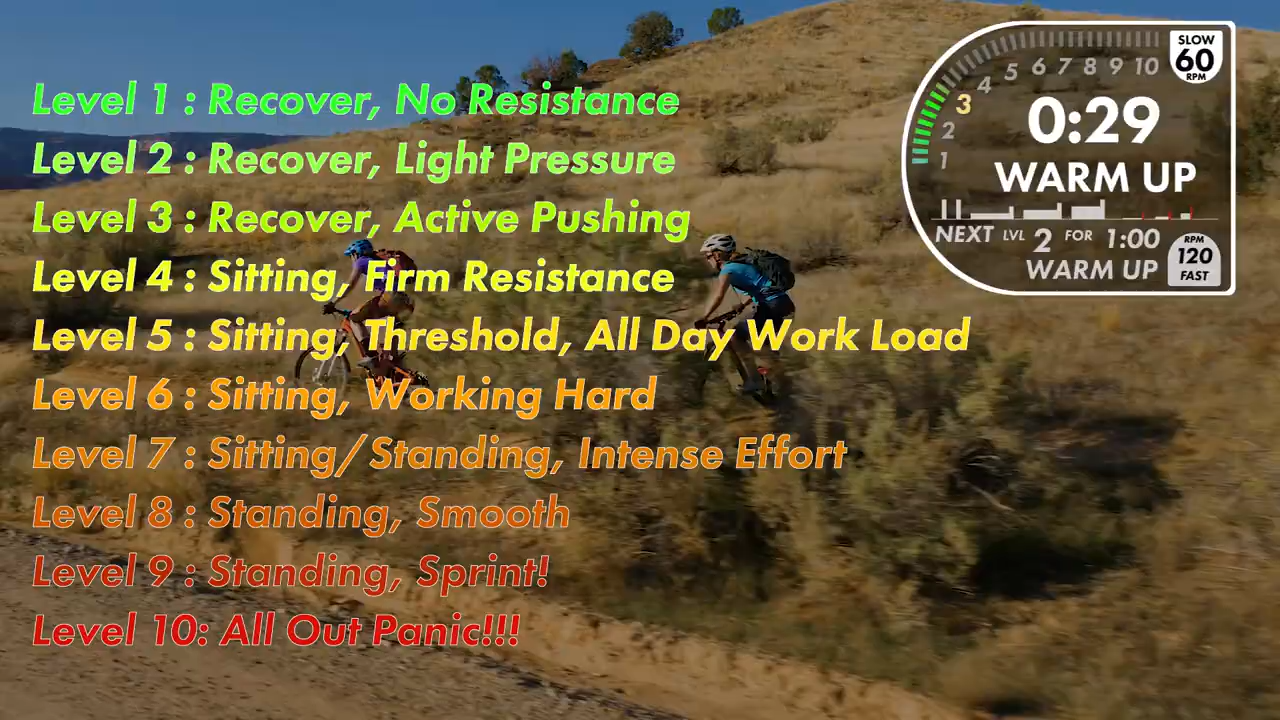 Level 1 : Recover, No Resistance
Level 2 : Recover, Light Pressure
Level 3 : Recover, Active Pushing
Level 4 : Sitting, Firm Resistance
Level 5 : Sitting, Threshold, All Day Work Load
Level 6 : Sitting, Working Hard
Level 7 : Sitting/Standing, Intense Effort
Level 8 : Standing, Smooth
Level 9 : Standing, Sprint!
Level 10: All Out Panic!!!
1 2 3 4 5 6 7 8 9 10
SLOW
60
RPM
0:29
WARM UP
NEXT LVL 2 FOR 1:00
WARM UP
RPM
120
FAST